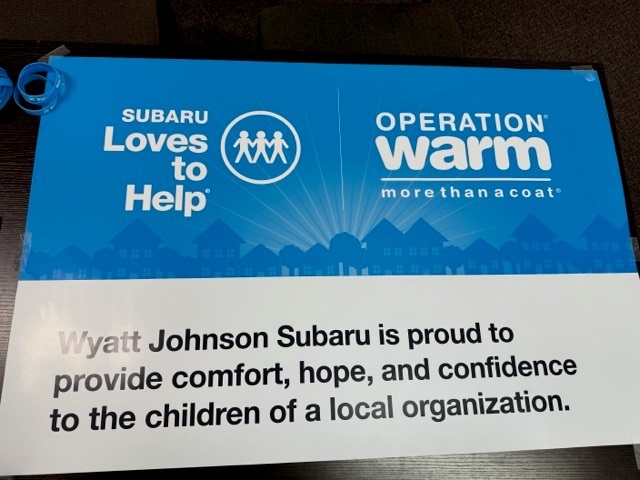 SUBARU
Loves
to
Help®
OPERATION®
warm
more than a coat®
Wyatt Johnson Subaru is proud to
provide comfort, hope, and confidence
to the children of a local organization.